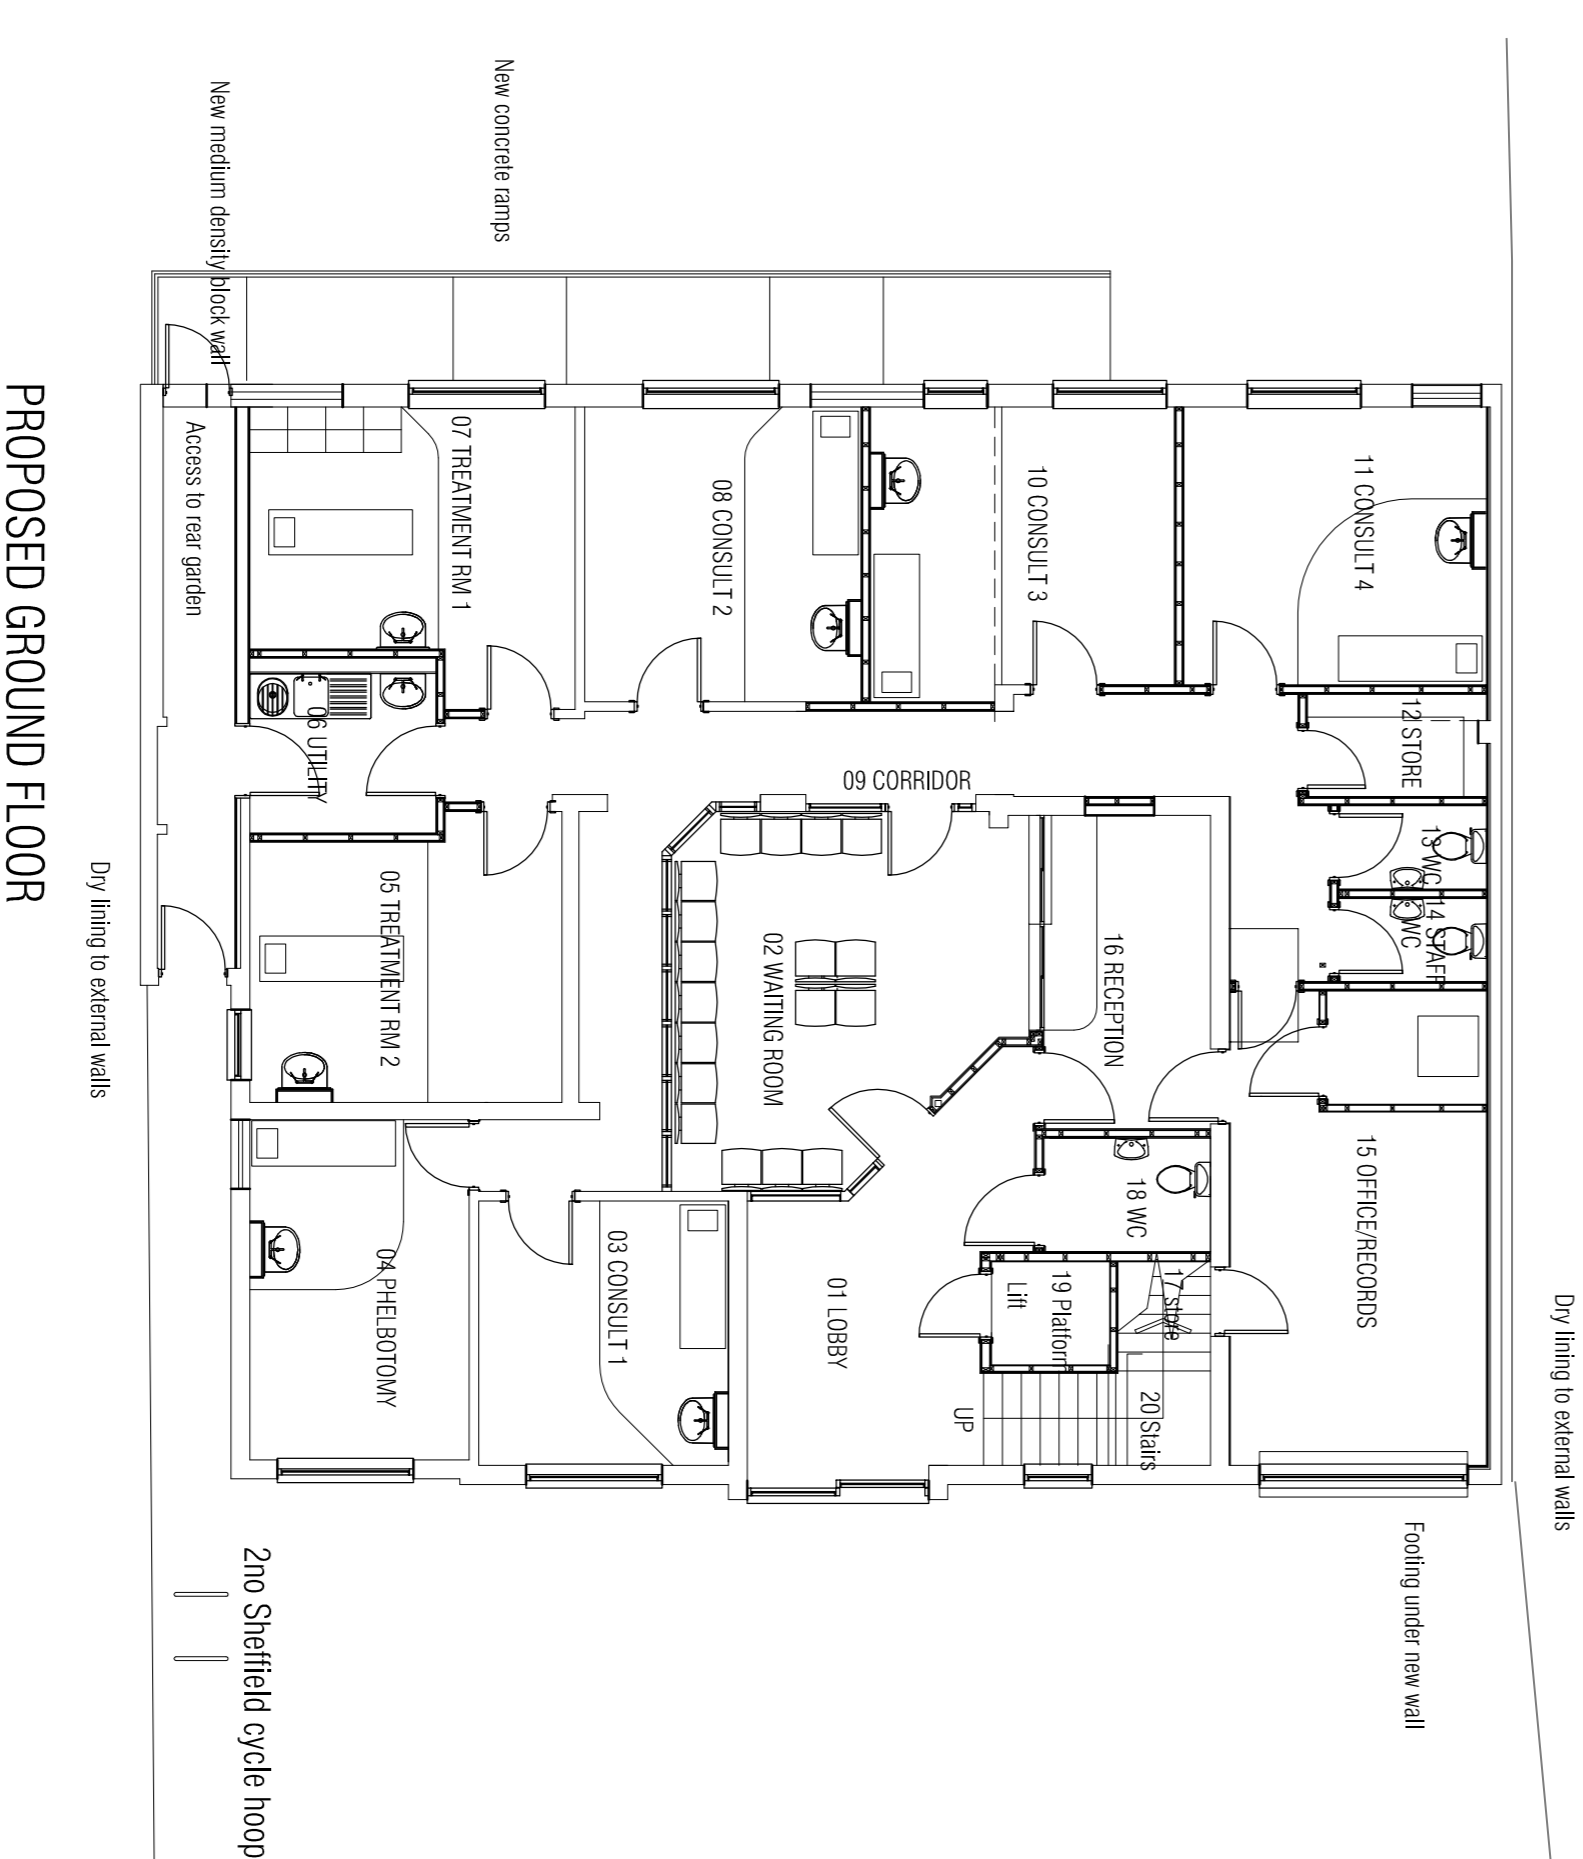 Dry lining to external walls
Footing under new wall
14 STAFF
WC
13 WC
12 STORE
11 CONSULT 4
15 OFFICE/RECORDS
17 store
20 Stairs
18 WC
16 RECEPTION
19 Platform
Lift
10 CONSULT 3
UP
09 CORRIDOR
01 LOBBY
02 WAITING ROOM
08 CONSULT 2
03 CONSULT 1
New concrete ramps
07 TREATMENT RM 1
05 TREATMENT RM 2
04 PHELBOTOMY
06 UTILITY
2no Sheffield cycle hoop
New medium density block wall
Access to rear garden
Dry lining to external walls
PROPOSED GROUND FLOOR